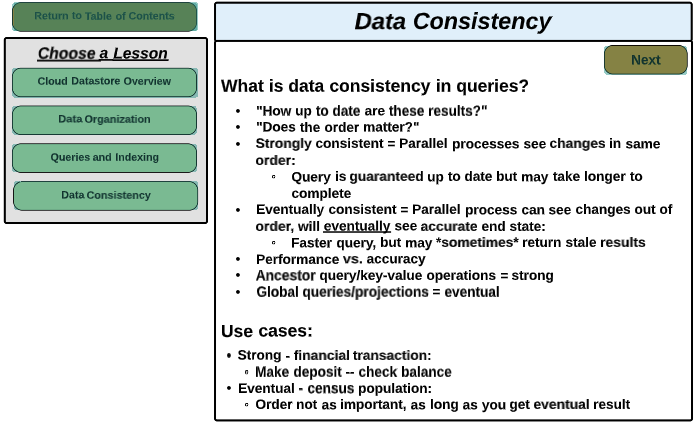 Return to Table of Contents
Choose a Lesson
Cloud Datastore Overview
Data Organization
Queries and Indexing
Data Consistency
Data Consistency
Next
What is data consistency in queries?
• "How up to date are these results?"
• "Does the order matter?"
• Strongly consistent = Parallel processes see changes in same
order:
◦ Query is guaranteed up to date but may take longer to
complete
• Eventually consistent = Parallel process can see changes out of
order, will eventually see accurate end state:
◦ Faster query, but may *sometimes* return stale results
• Performance vs. accuracy
• Ancestor query/key-value operations = strong
• Global queries/projections = eventual
Use cases:
• Strong - financial transaction:
◦ Make deposit -- check balance
• Eventual - census population:
◦ Order not as important, as long as you get eventual result